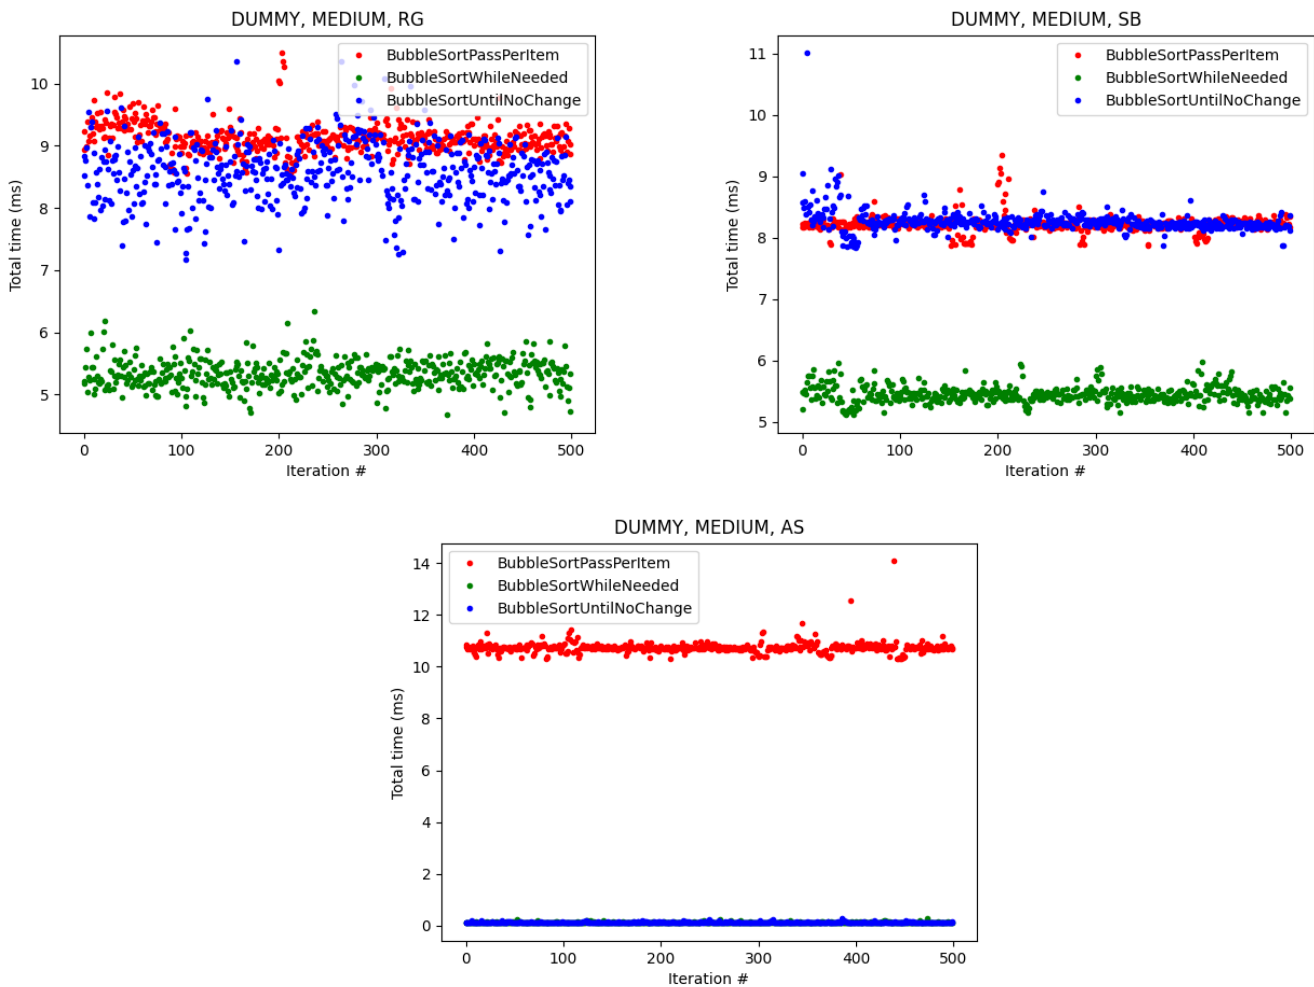 DUMMY, MEDIUM, RG
10
9
8
7
6
5
Total time (ms)
BubbleSortPassPerItem
BubbleSortWhileNeeded
BubbleSortUntilNoChange
0 100 200 300 400 500
Iteration #
DUMMY, MEDIUM, SB
11
10
9
8
7
6
5
Total time (ms)
BubbleSortPassPerItem
BubbleSortWhileNeeded
BubbleSortUntilNoChange
0 100 200 300 400 500
Iteration #
DUMMY, MEDIUM, AS
14
12
10
8
6
4
2
0
Total time (ms)
BubbleSortPassPerItem
BubbleSortWhileNeeded
BubbleSortUntilNoChange
0 100 200 300 400 500
Iteration #